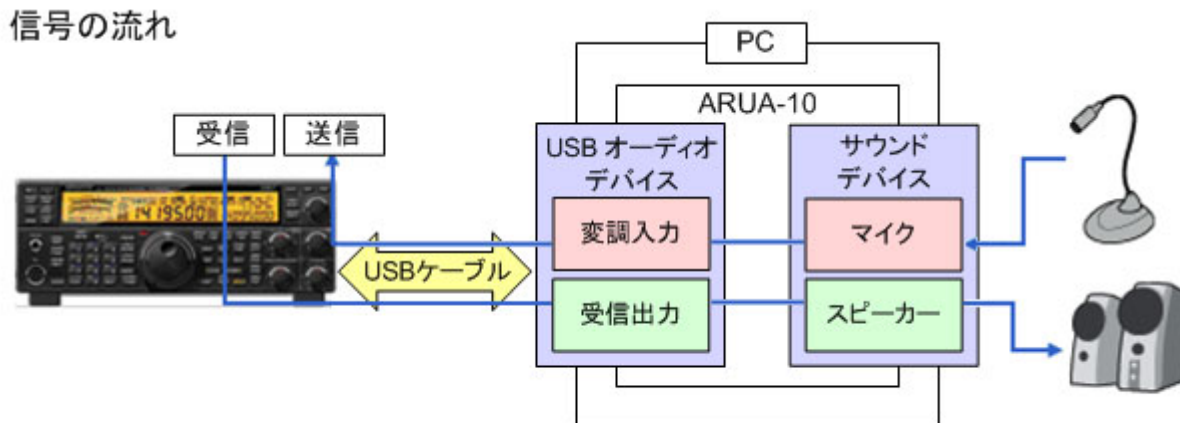 信号の流れ
PC
ARUA-10
受信
送信
USB オーディオ
デバイス
サウンド
デバイス
変調入力
マイク
USBケーブル
受信出力
スピーカー